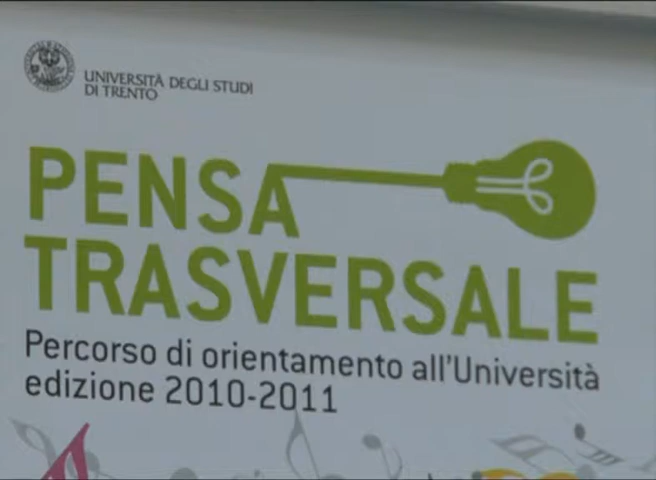 UNIVERSITÀ DEGLI STUDI
DI TRENTO
PENSA
TRASVERSALE
Percorso di orientamento all'Università
edizione 2010-2011